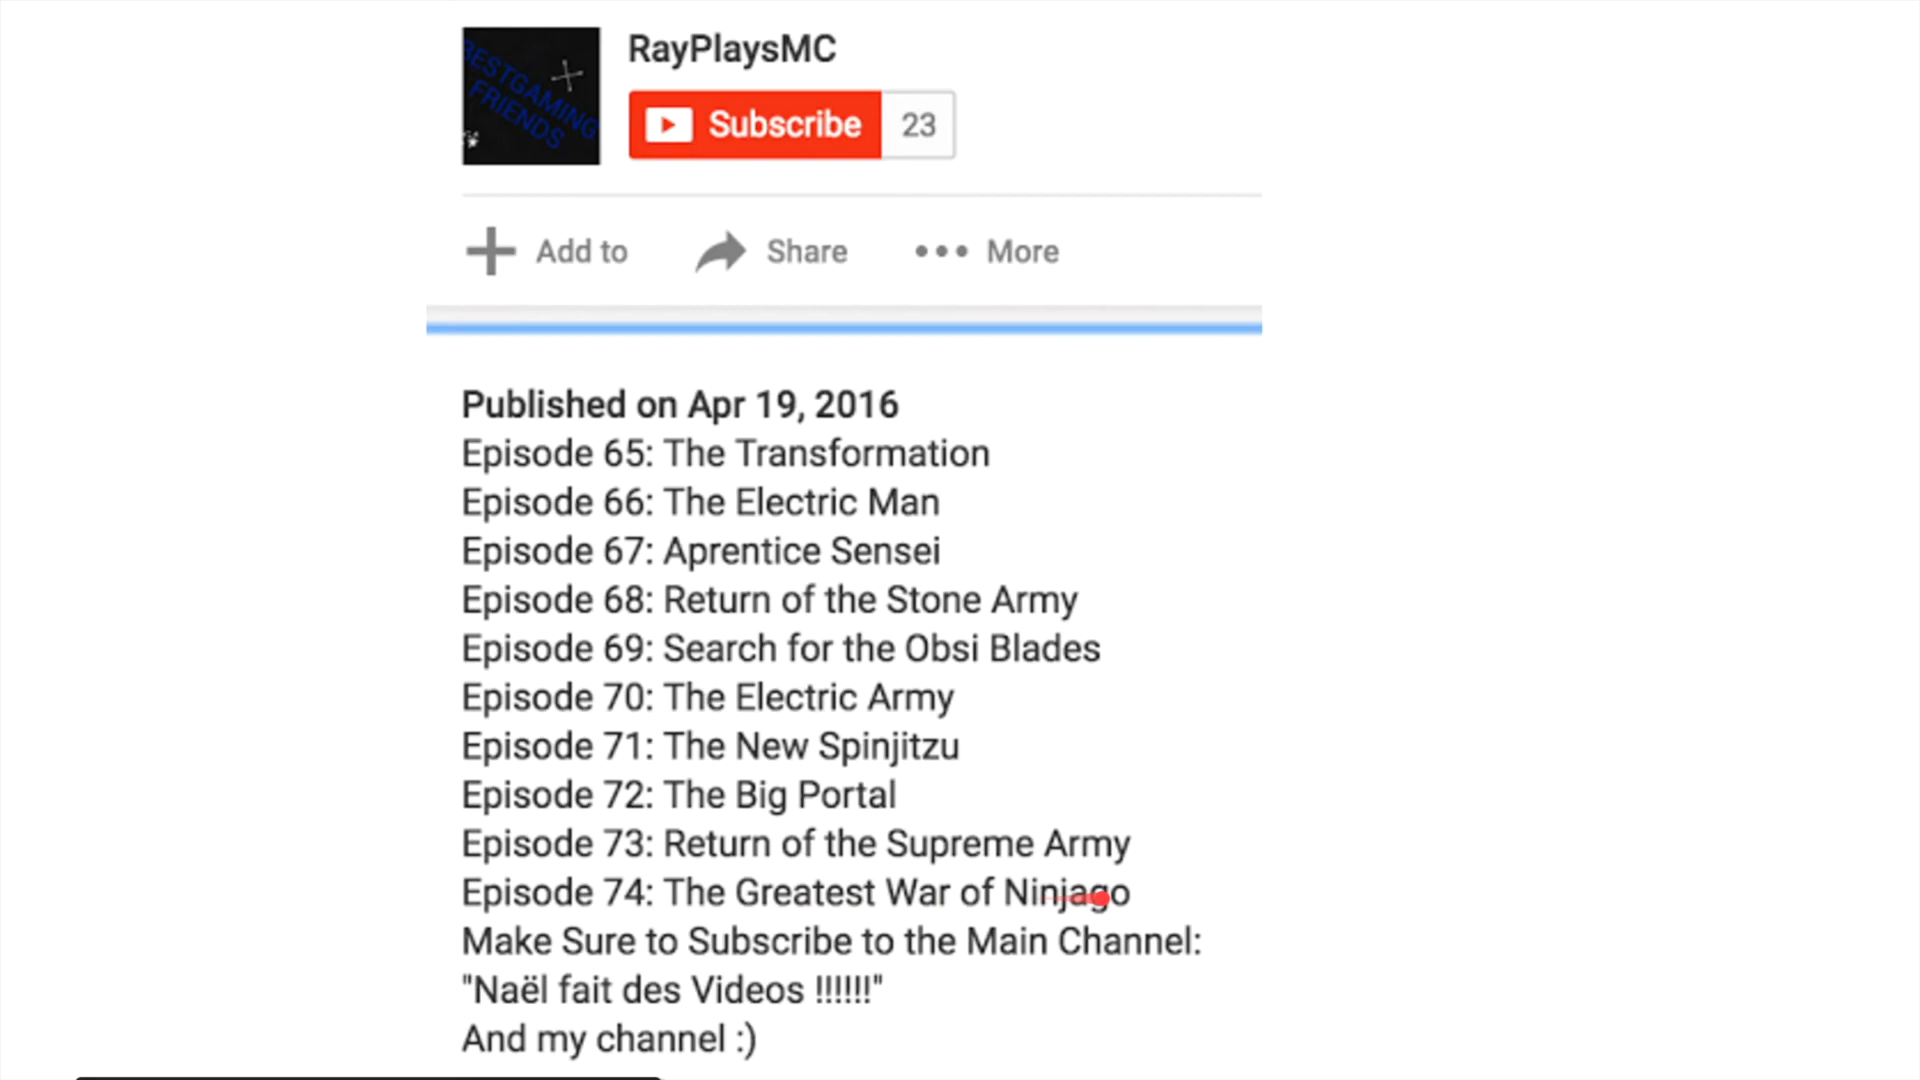 BESTGAMING
FRIENDS
RayPlaysMC
Subscribe 23
Add to Share More
Published on Apr 19, 2016
Episode 65: The Transformation
Episode 66: The Electric Man
Episode 67: Aprentice Sensei
Episode 68: Return of the Stone Army
Episode 69: Search for the Obsi Blades
Episode 70: The Electric Army
Episode 71: The New Spinjitzu
Episode 72: The Big Portal
Episode 73: Return of the Supreme Army
Episode 74: The Greatest War of Ninjago
Make Sure to Subscribe to the Main Channel:
"Naël fait des Videos !!!!!!"
And my channel :)